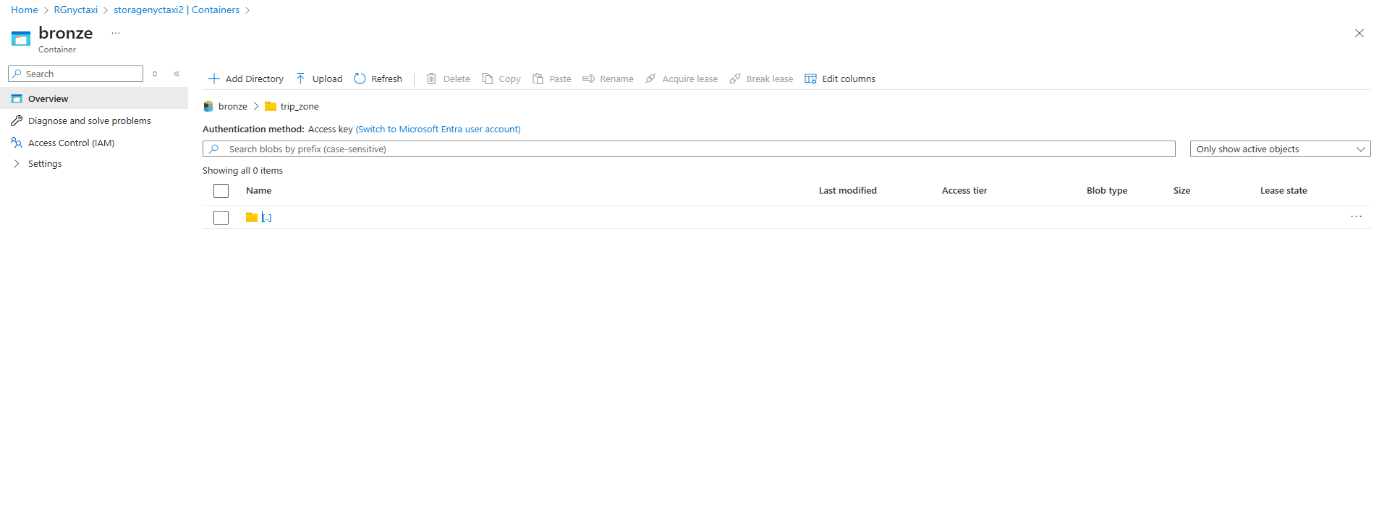 Home > RGnyctaxi > storagenyctaxi2 | Containers >
bronze ...
Container
Search
Overview
Diagnose and solve problems
Access Control (IAM)
Settings
Add Directory Upload Refresh Delete Copy Paste Rename Acquire lease Break lease Edit columns
bronze > trip_zone
Authentication method: Access key (Switch to Microsoft Entra user account)
Search blobs by prefix (case-sensitive) Only show active objects
Showing all 0 items
Name Last modified Access tier Blob type Size Lease state
[..] ...